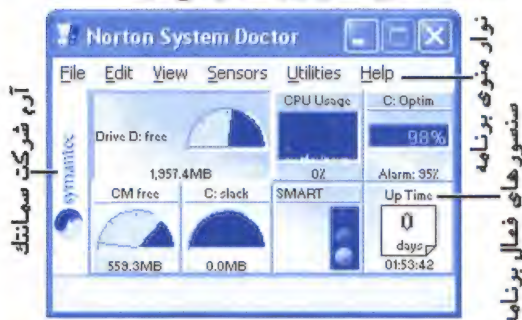 Norton System Doctor
File Edit View Sensors Utilities Help
Drive D: free
1,957.4MB
CPU Usage
0%
C: Optim
98%
Alarm: 95%
symantec
CM free
559.3MB
C: slack
0.0MB
SMART
Up Time
0
days
01:53:42
آرم شرکت سمانتک
نوار منوی برنامه
سنسورهای فعال برنامه